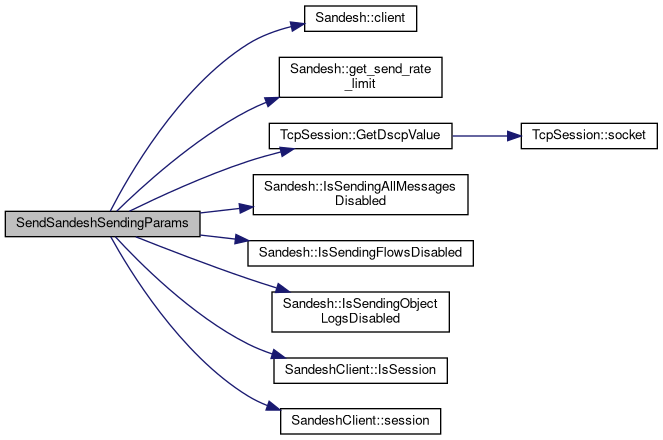 Sandesh::client
Sandesh::get_send_rate
_limit
TcpSession::GetDscpValue
TcpSession::socket
Sandesh::IsSendingAllMessages
Disabled
SendSandeshSendingParams
Sandesh::IsSendingFlowsDisabled
Sandesh::IsSendingObject
LogsDisabled
SandeshClient::IsSession
SandeshClient::session